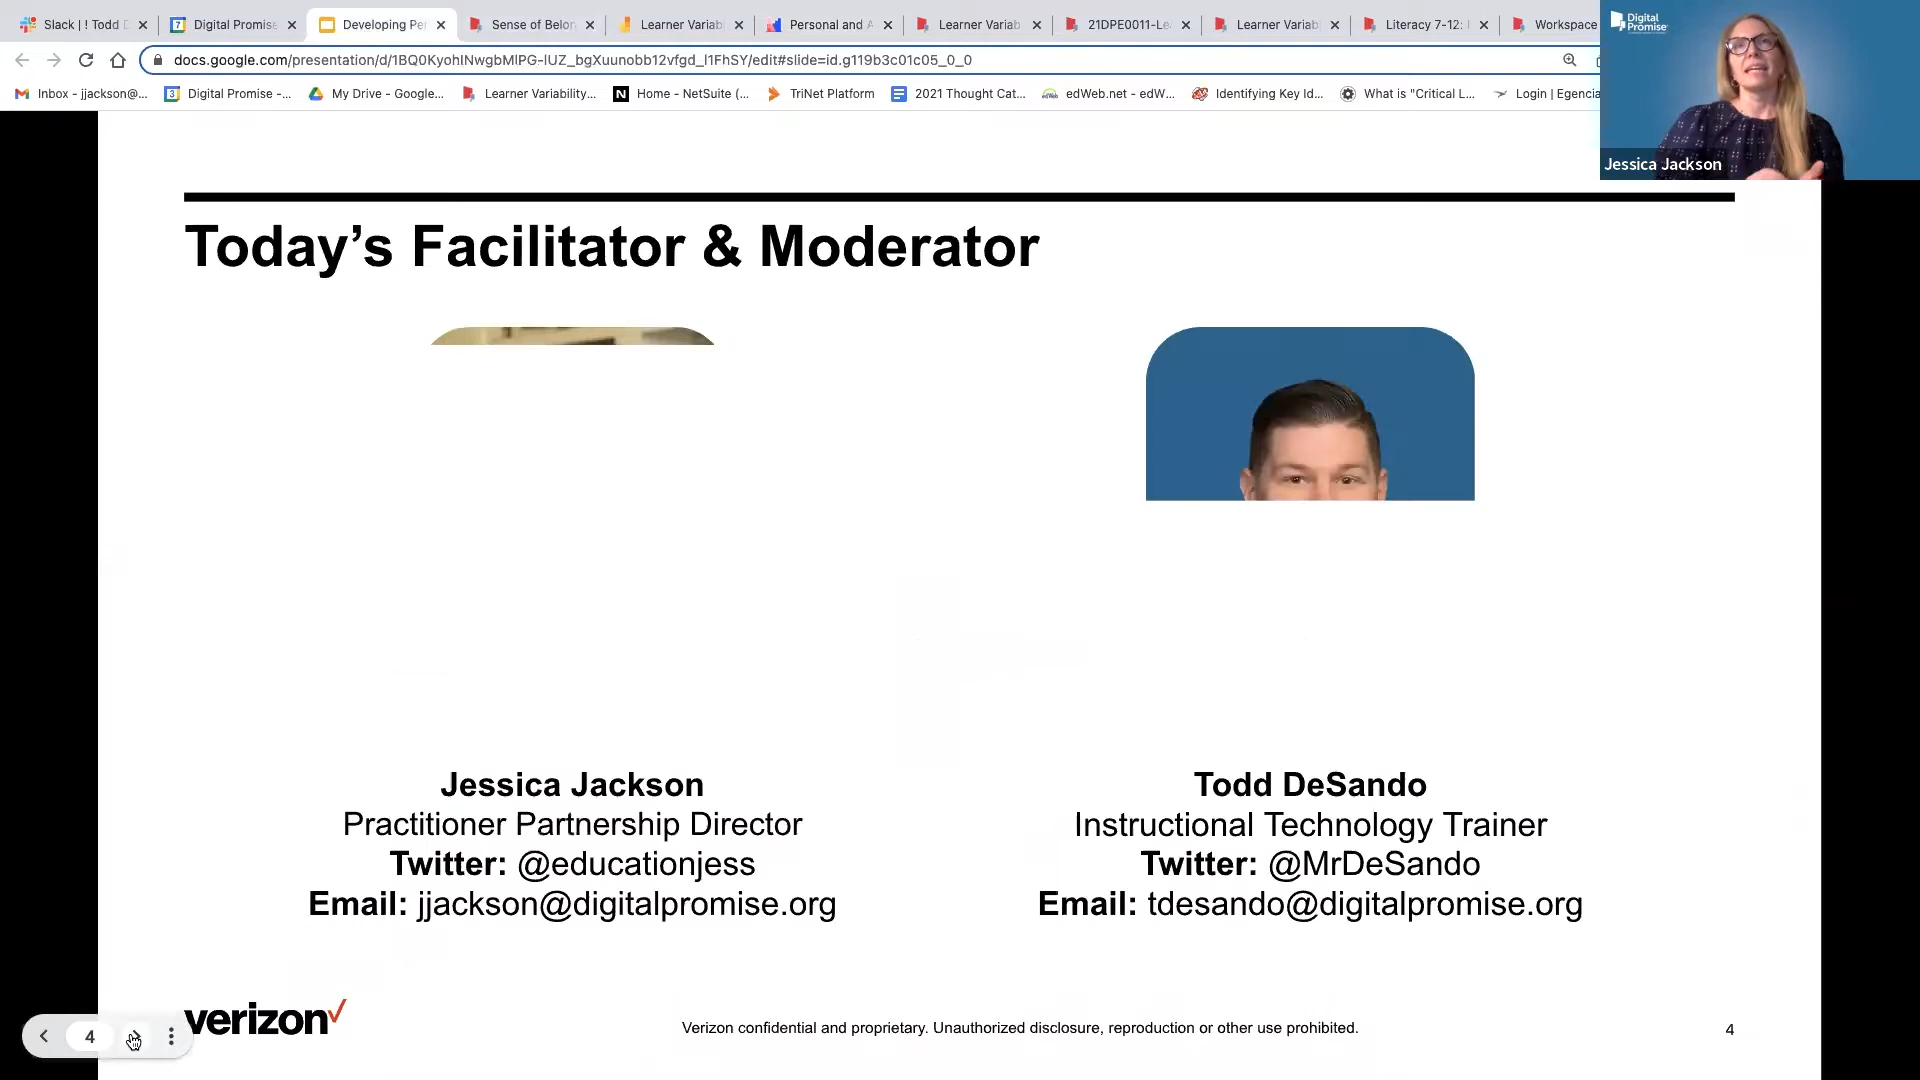 Slack | ! Todd D
Digital Promise
Developing Per
Sense of Belon
Learner Variabi
Personal and A
Learner Variab
21DPE0011-Le
Learner Variab
Literacy 7-12:
Workspace
docs.google.com/presentation/d/1BQ0KyohINwgbMIPG-IUZ_bgXuunobb12vfgd_I1FhSY/edit#slide=id.g119b3c01c05_0_0
Inbox - jjackson@...
Digital Promise -...
My Drive - Google...
Learner Variability...
Home - NetSuite (...
TriNet Platform
2021 Thought Cat...
edWeb.net - edW...
Identifying Key Id...
What is "Critical L...
Login | Egencia
Digital
Promise
Jessica Jackson
Today’s Facilitator & Moderator
Jessica Jackson
Practitioner Partnership Director
Twitter: @educationjess
Email: jjackson@digitalpromise.org
Todd DeSando
Instructional Technology Trainer
Twitter: @MrDeSando
Email: tdesando@digitalpromise.org
4
verizon
Verizon confidential and proprietary. Unauthorized disclosure, reproduction or other use prohibited.
4